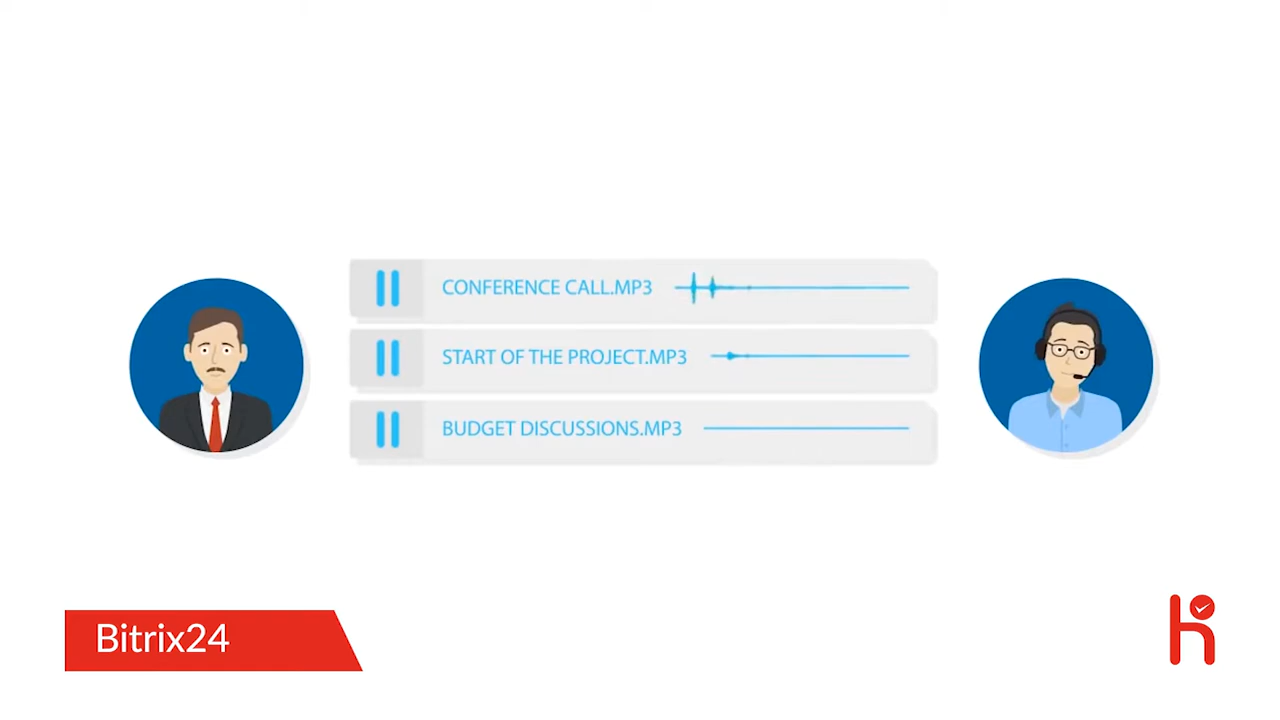 CONFERENCE CALL.MP3
START OF THE PROJECT.MP3
BUDGET DISCUSSIONS.MP3
Bitrix24